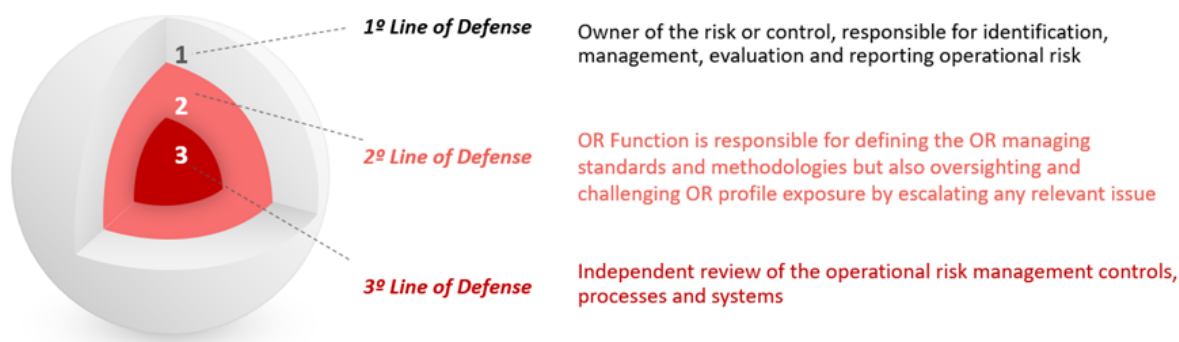 1
2
3
1º Line of Defense
Owner of the risk or control, responsible for identification,
management, evaluation and reporting operational risk
2º Line of Defense
OR Function is responsible for defining the OR managing
standards and methodologies but also oversighting and
challenging OR profile exposure by escalating any relevant issue
3º Line of Defense
Independent review of the operational risk management controls,
processes and systems